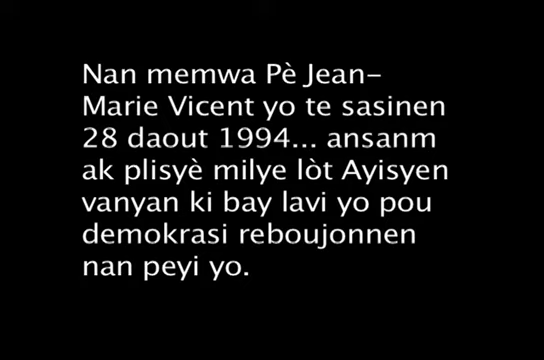 Nan memwa Pè Jean-
Marie Vicent yo te sasinen
28 daout 1994... ansanm
ak plisyè milye lòt Ayisyen
vanyan ki bay lavi yo pou
demokrasi reboujonnen
nan peyi yo.